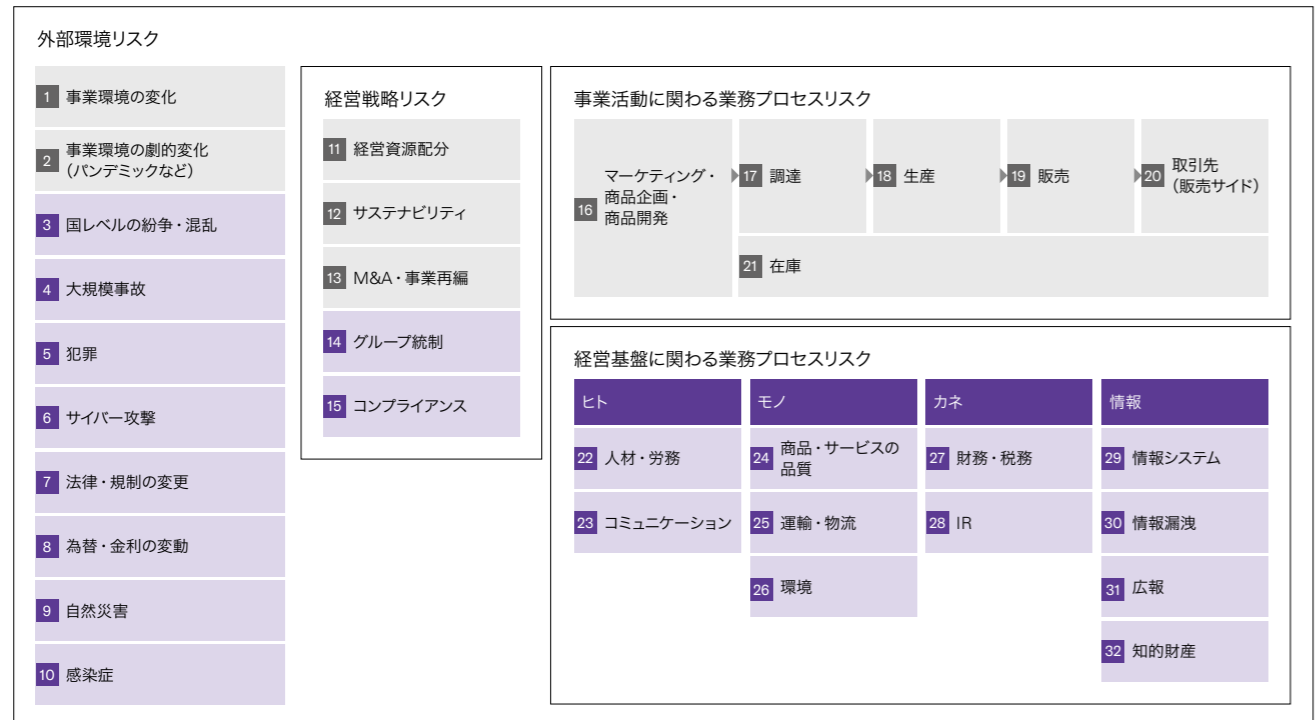 外部環境リスク
1 事業環境の変化
2 事業環境の劇的変化
（パンデミックなど）
3 国レベルの紛争・混乱
4 大規模事故
5 犯罪
6 サイバー攻撃
7 法律・規制の変更
8 為替・金利の変動
9 自然災害
10 感染症
経営戦略リスク
11 経営資源配分
12 サステナビリティ
13 M&A・事業再編
14 グループ統制
15 コンプライアンス
事業活動に関わる業務プロセスリスク
16 マーケティング・
商品企画・
商品開発
17 調達
18 生産
19 販売
20 取引先
（販売サイド）
21 在庫
経営基盤に関わる業務プロセスリスク
ヒト
22 人材・労務
23 コミュニケーション
モノ
24 商品・サービスの
品質
25 運輸・物流
26 環境
カネ
27 財務・税務
28 IR
情報
29 情報システム
30 情報漏洩
31 広報
32 知的財産